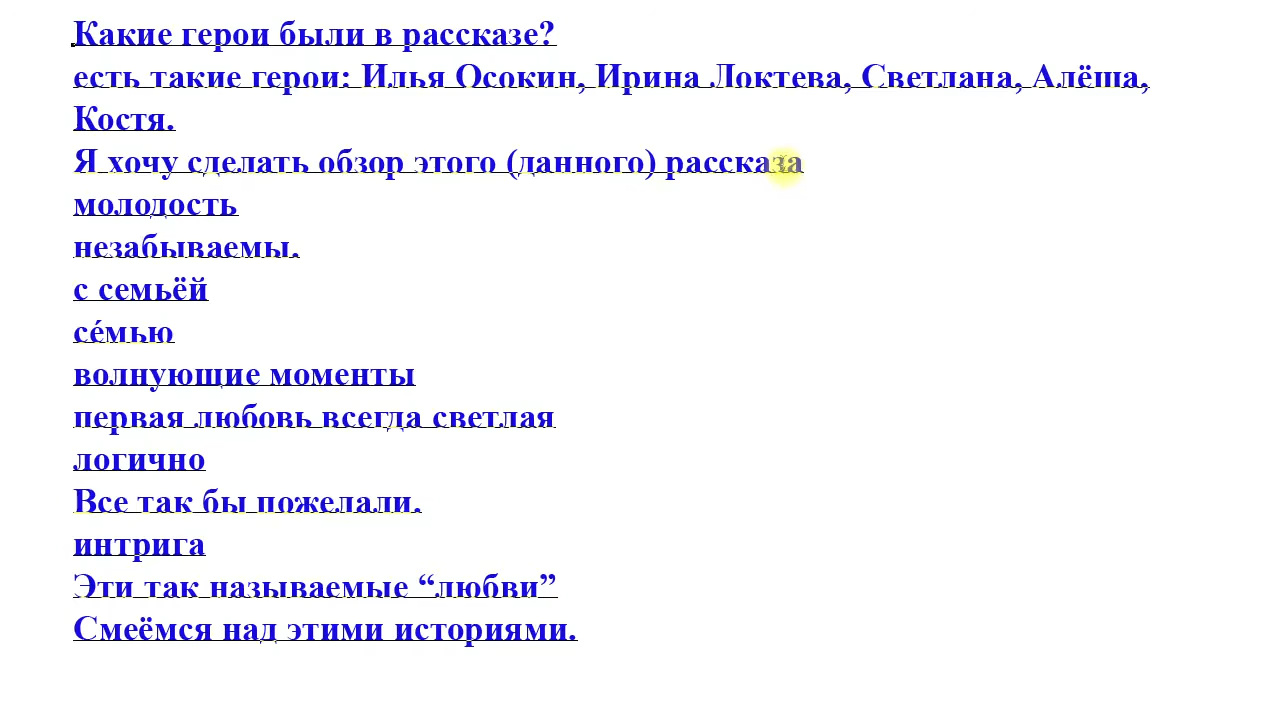 Какие герои были в рассказе?
есть такие герои: Илья Осокин, Ирина Локтева, Светлана, Алёша,
Костя.
Я хочу сделать обзор этого (данного) рассказа
молодость
незабываемы.
с семьёй
се́мью
волнующие моменты
первая любовь всегда светлая
логично
Все так бы пожелали.
интрига
Эти так называемые “любви”
Смеёмся над этими историями.